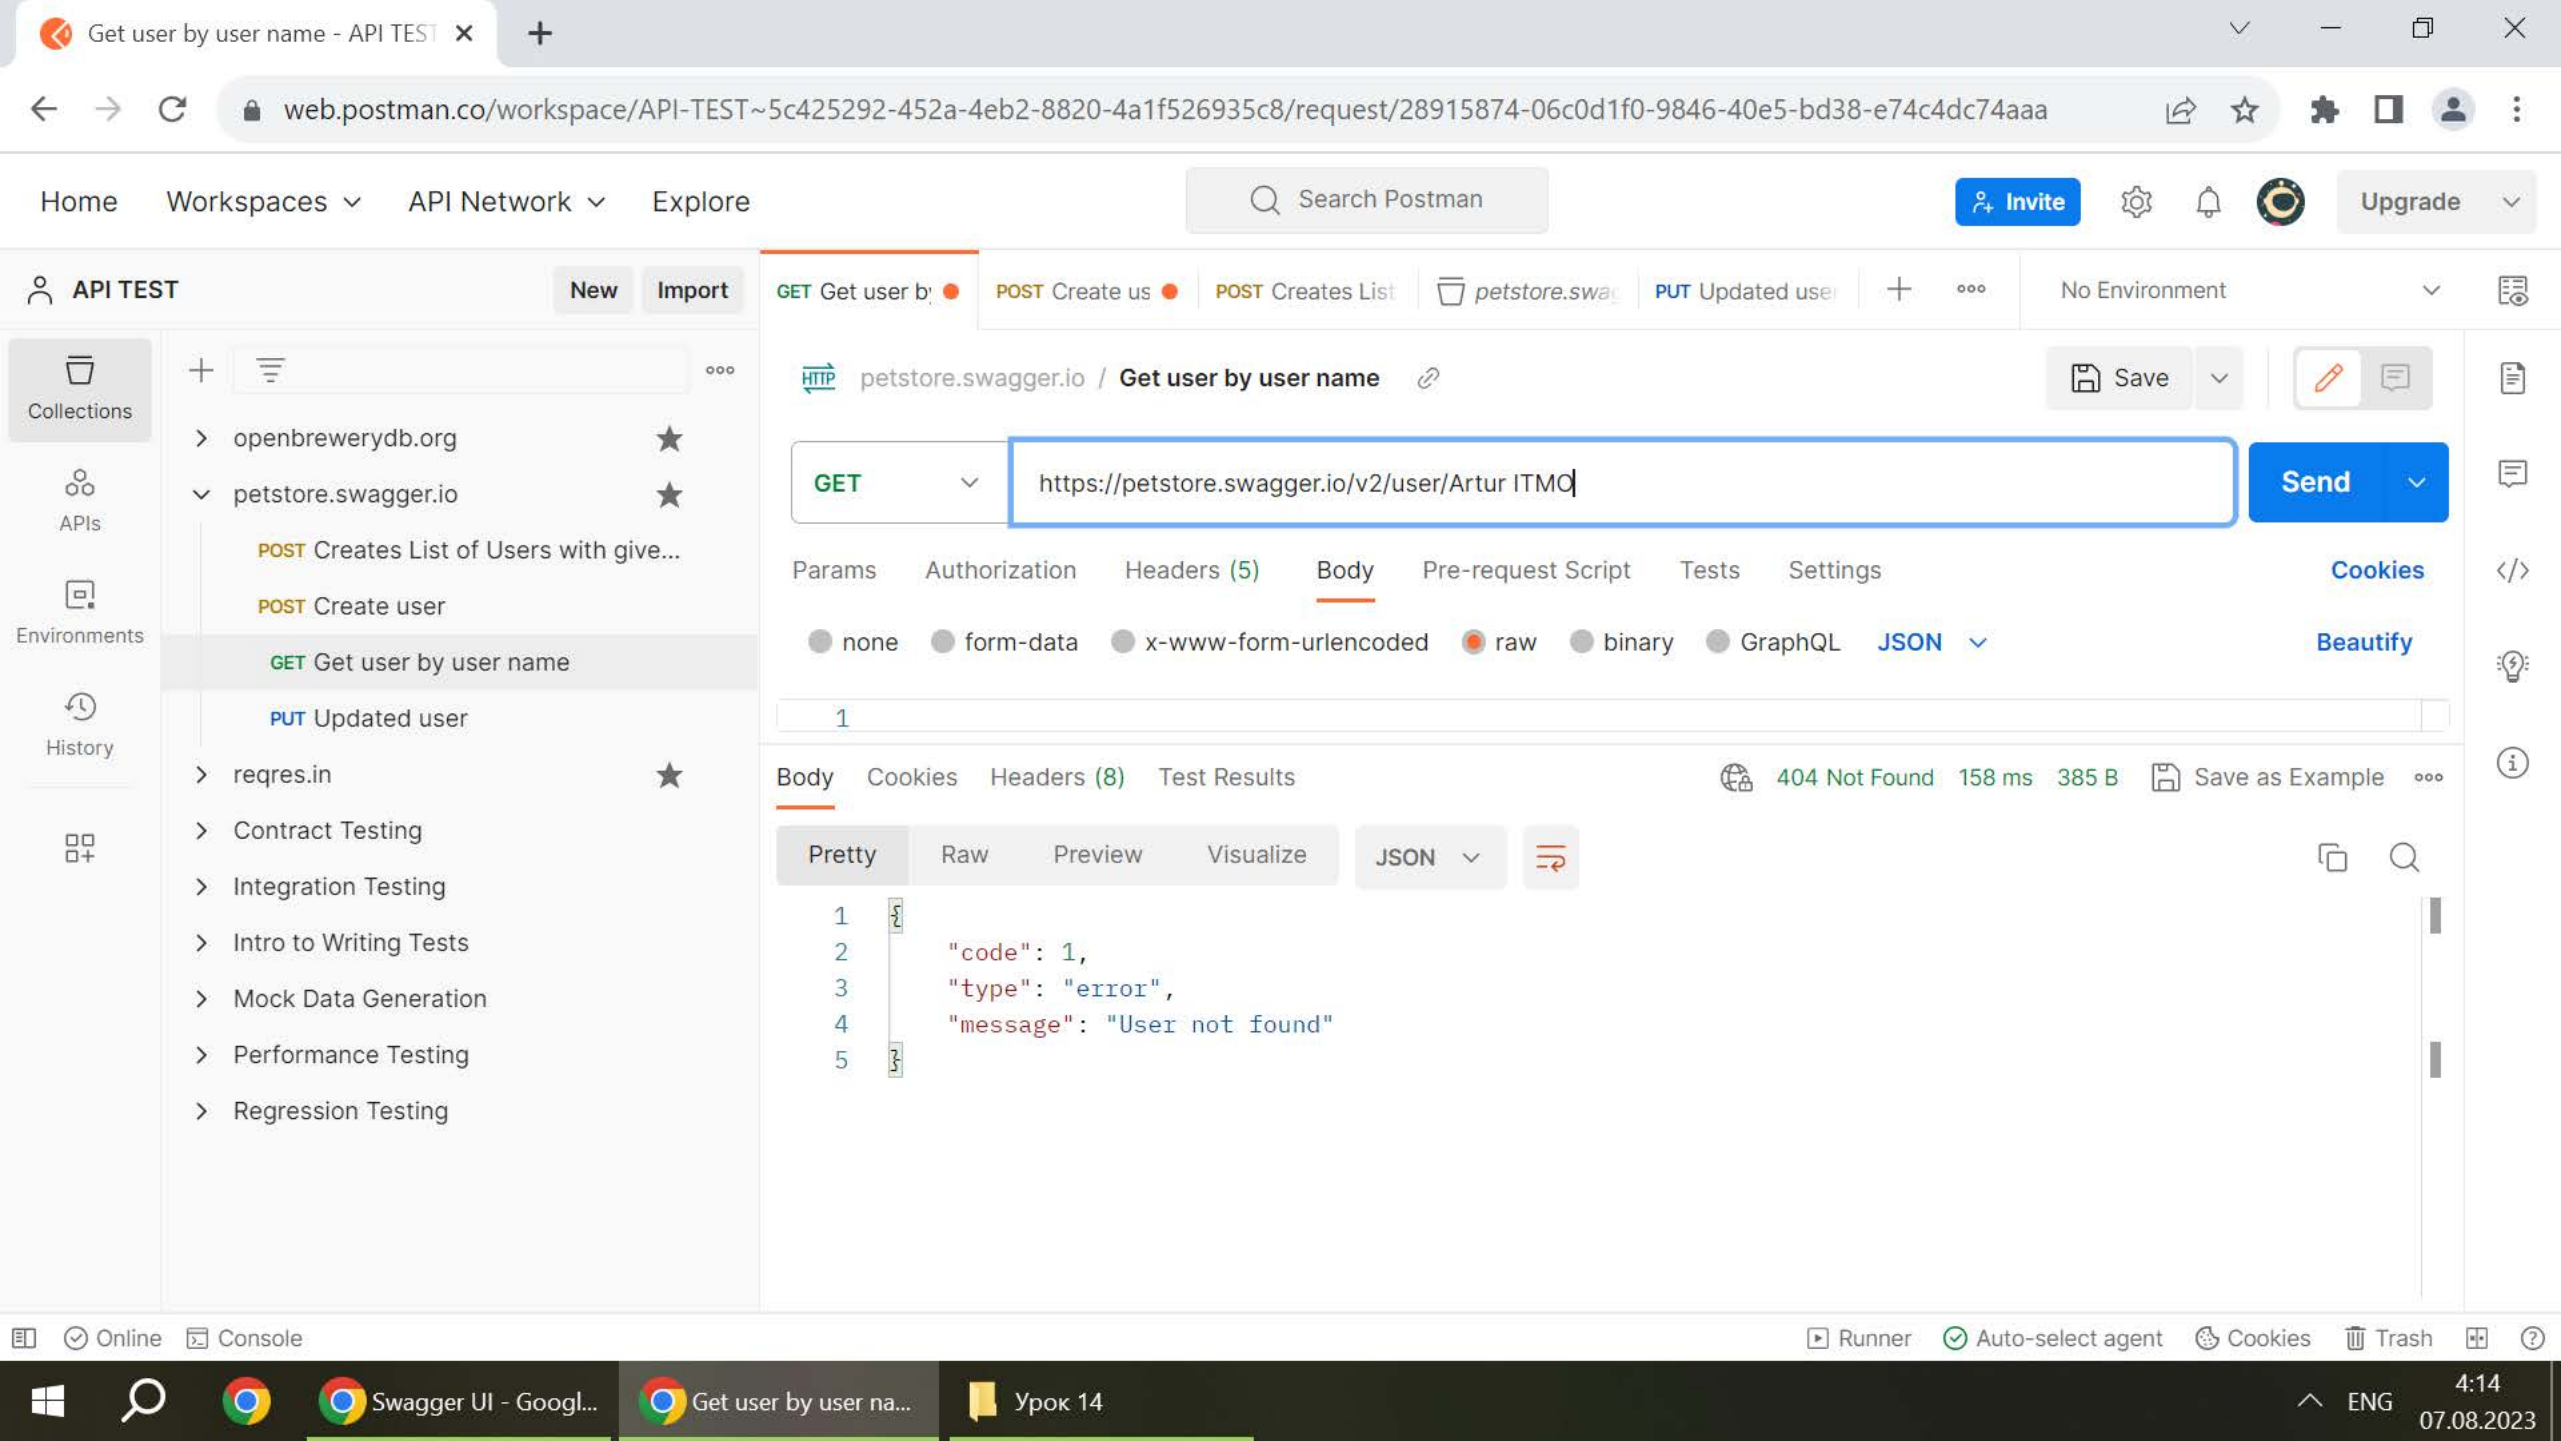 Get user by user name - API TEST
web.postman.co/workspace/API-TEST~5c425292-452a-4eb2-8820-4a1f526935c8/request/28915874-06c0d1f0-9846-40e5-bd38-e74c4dc74aaa
Home Workspaces API Network Explore Search Postman Invite Upgrade
API TEST New Import
GET Get user by POST Create us POST Creates List petstore.swag PUT Updated user No Environment
Collections
APIs
Environments
History
openbrewerydb.org
petstore.swagger.io
POST Creates List of Users with give...
POST Create user
GET Get user by user name
PUT Updated user
reqres.in
Contract Testing
Integration Testing
Intro to Writing Tests
Mock Data Generation
Performance Testing
Regression Testing
HTTP petstore.swagger.io / Get user by user name Save
GET https://petstore.swagger.io/v2/user/Artur ITMO Send
Params Authorization Headers (5) Body Pre-request Script Tests Settings Cookies
none form-data x-www-form-urlencoded raw binary GraphQL JSON Beautify
1
Body Cookies Headers (8) Test Results 404 Not Found 158 ms 385 B Save as Example
Pretty Raw Preview Visualize JSON
1 {
2 "code": 1,
3 "type": "error",
4 "message": "User not found"
5 }
Online Console Runner Auto-select agent Cookies Trash
Swagger UI - Googl... Get user by user na... Урок 14 ENG 4:14
07.08.2023